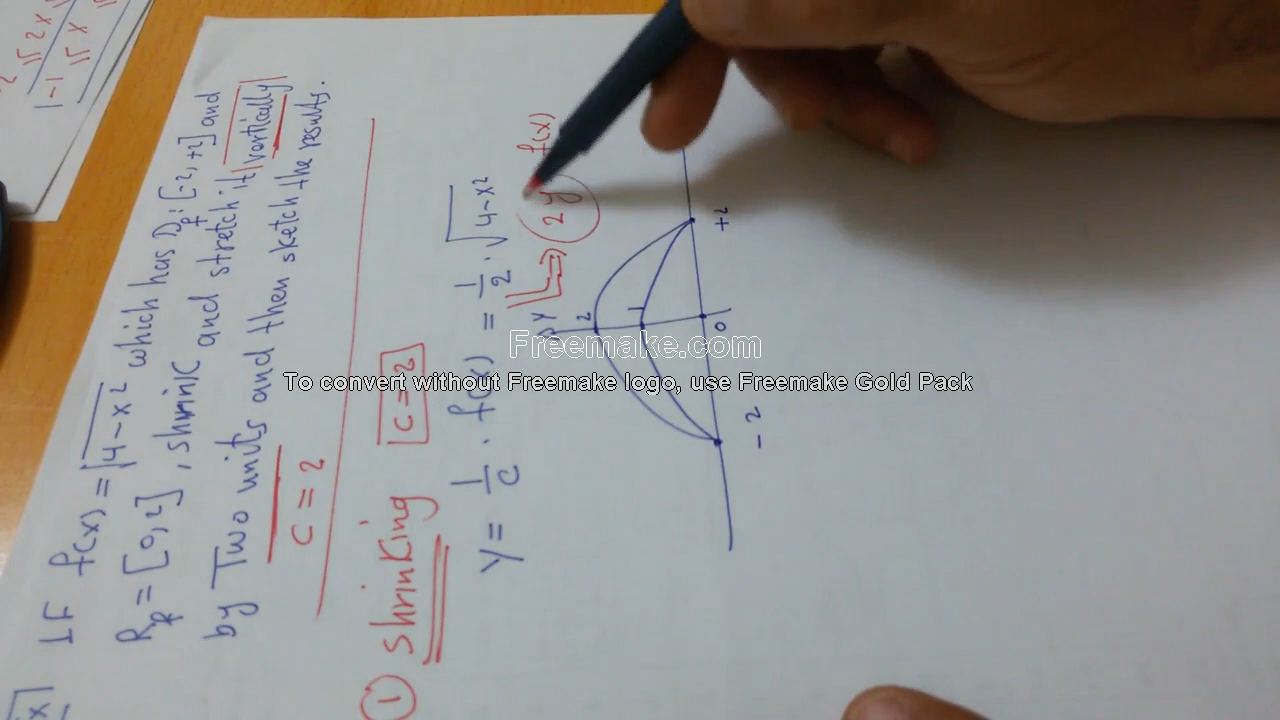 IF f(x) = √4-x² which has D_f: [-2,+2] and
R_f = [0,2], shrink and stretch it vertically
by Two units and then sketch the results.
C = 2
① shrinking C = 2
y = 1/C · f(x) = 1/2 · √4-x²
2y f(x)
y
2
1
-2 0 +2
Freemake.com
To convert without Freemake logo, use Freemake Gold Pack